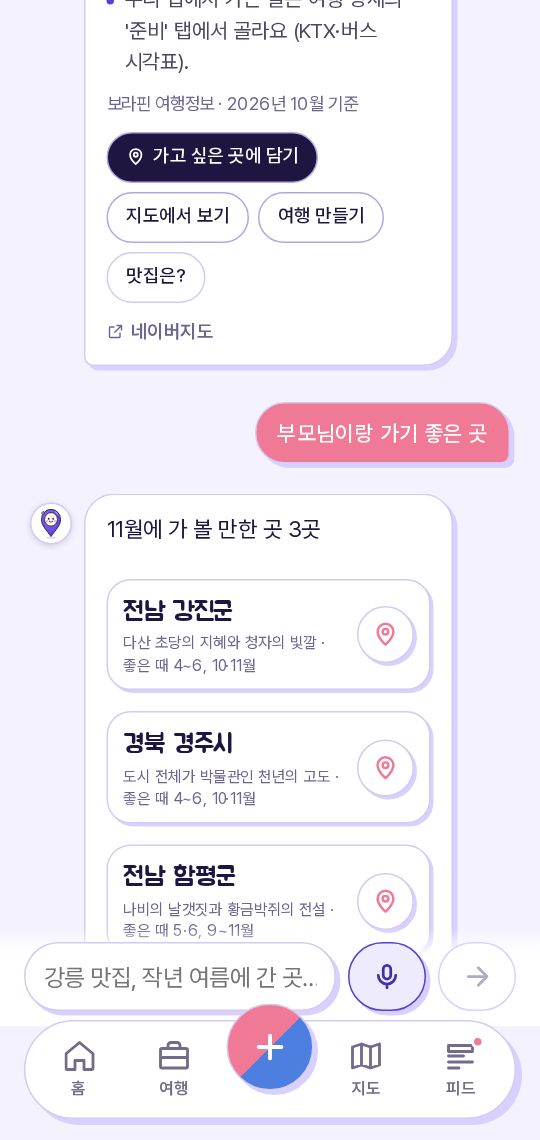 '준비' 탭에서 골라요 (KTX·버스
시각표).
보라핀 여행정보 · 2026년 10월 기준
가고 싶은 곳에 담기
지도에서 보기
여행 만들기
맛집은?
네이버지도
부모님이랑 가기 좋은 곳
11월에 가 볼 만한 곳 3곳
전남 강진군
다산 초당의 지혜와 청자의 빛깔 ·
좋은 때 4~6, 10·11월
경북 경주시
도시 전체가 박물관인 천년의 고도 ·
좋은 때 4~6, 10·11월
전남 함평군
나비의 날갯짓과 황금박쥐의 전설 ·
좋은 때 5·6, 9~11월
강릉 맛집, 작년 여름에 간 곳...
홈
여행
지도
피드